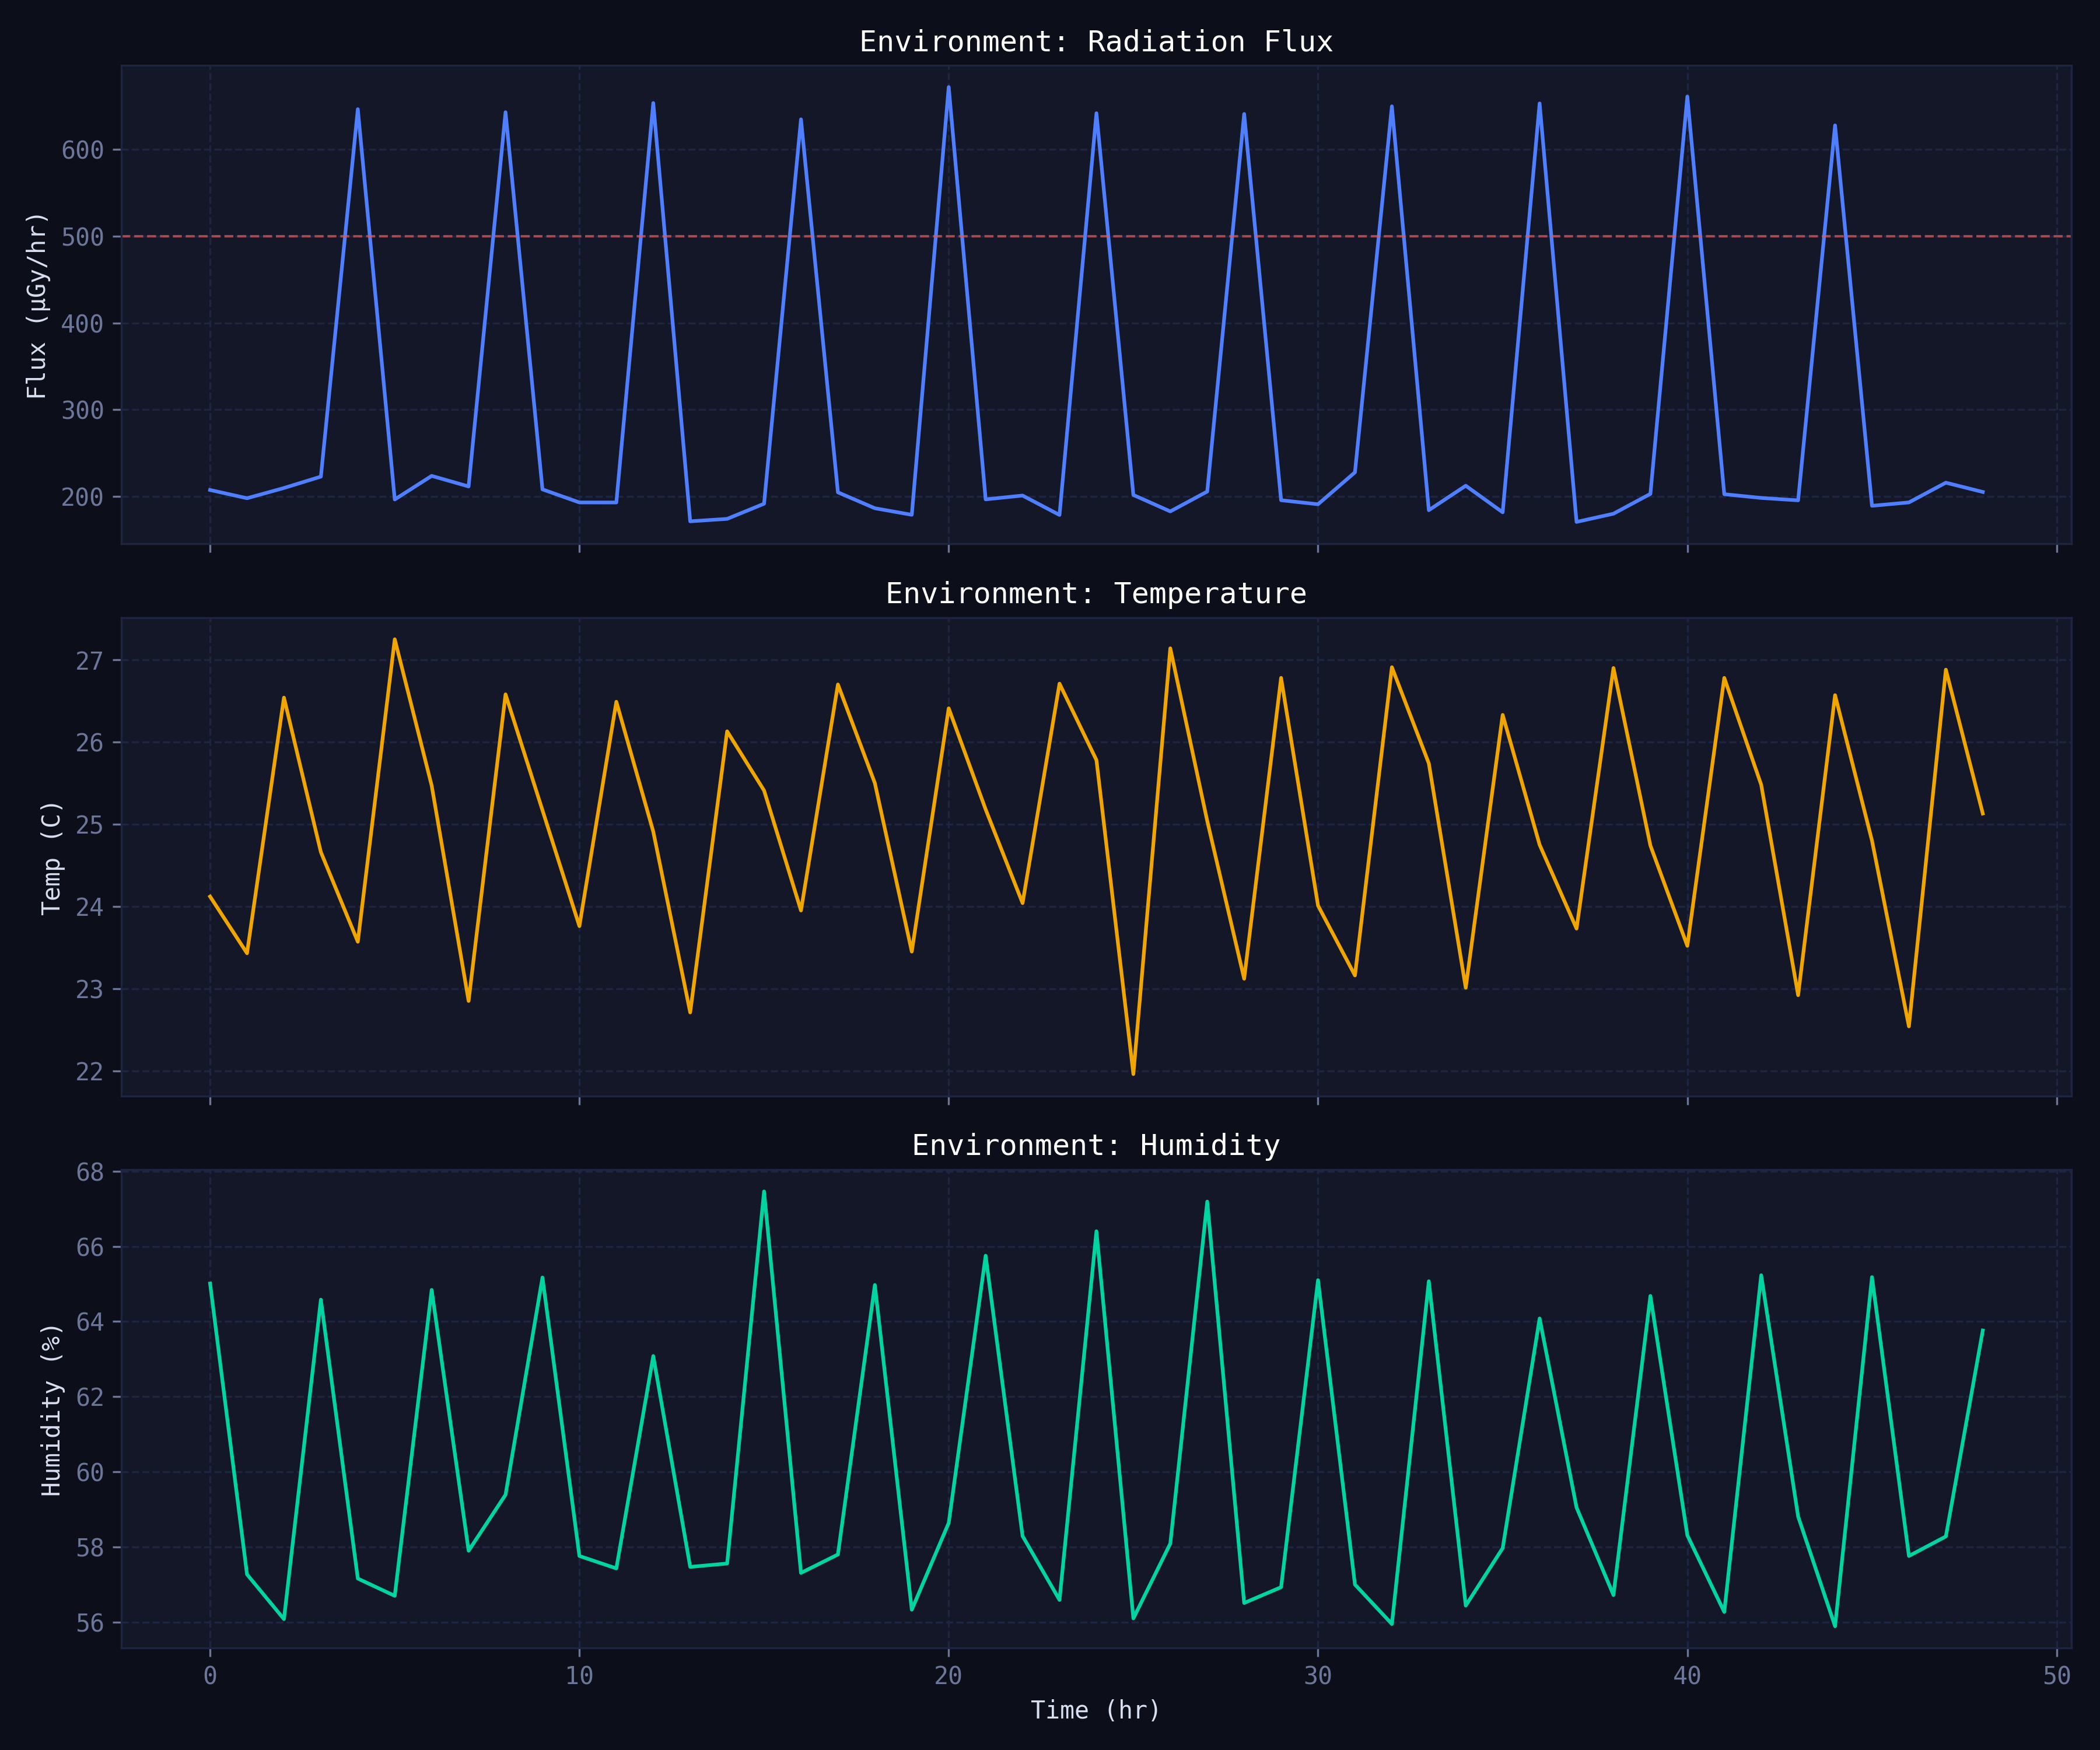 Environment: Radiation Flux
Flux (µGy/hr)
600
500
400
300
200
Environment: Temperature
Temp (C)
27
26
25
24
23
22
Environment: Humidity
Humidity (%)
68
66
64
62
60
58
56
0 10 20 30 40 50
Time (hr)